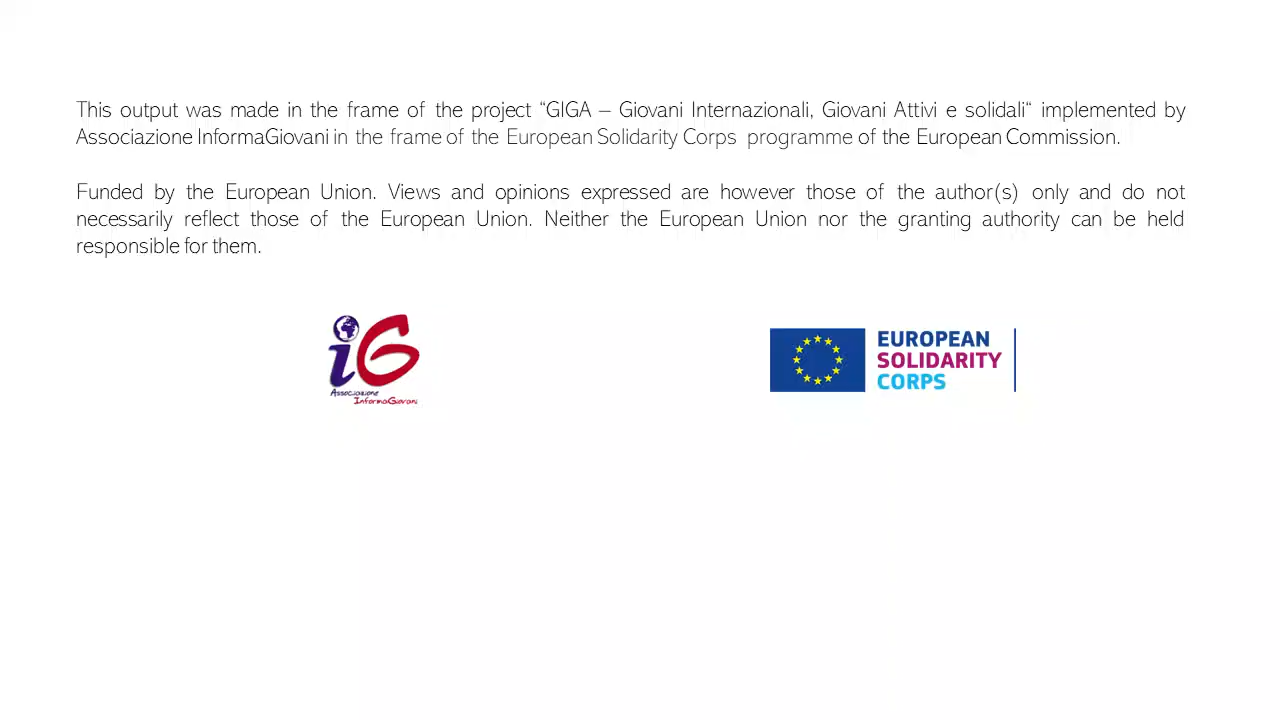 This output was made in the frame of the project “GIGA – Giovani Internazionali, Giovani Attivi e solidali“ implemented by
Associazione InformaGiovani in the frame of the European Solidarity Corps programme of the European Commission.
Funded by the European Union. Views and opinions expressed are however those of the author(s) only and do not
necessarily reflect those of the European Union. Neither the European Union nor the granting authority can be held
responsible for them.
iG
Associazione
InformaGiovani
EUROPEAN
SOLIDARITY
CORPS